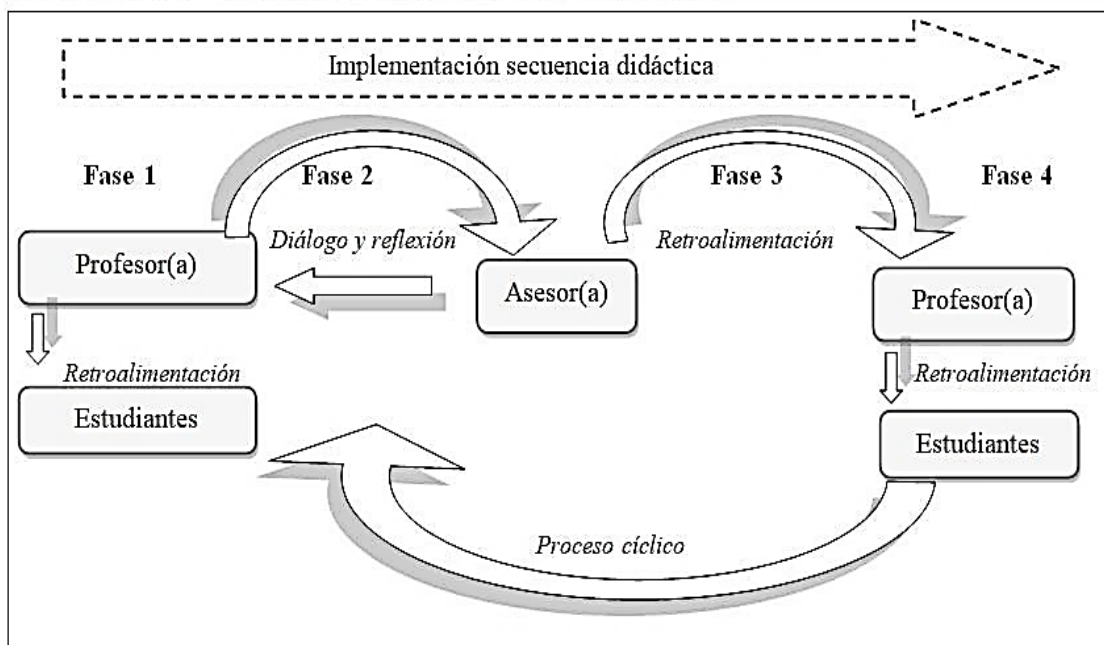 Implementación secuencia didáctica
Fase 1
Fase 2
Fase 3
Fase 4
Profesor(a)
Diálogo y reflexión
Asesor(a)
Retroalimentación
Profesor(a)
Retroalimentación
Estudiantes
Retroalimentación
Estudiantes
Proceso cíclico